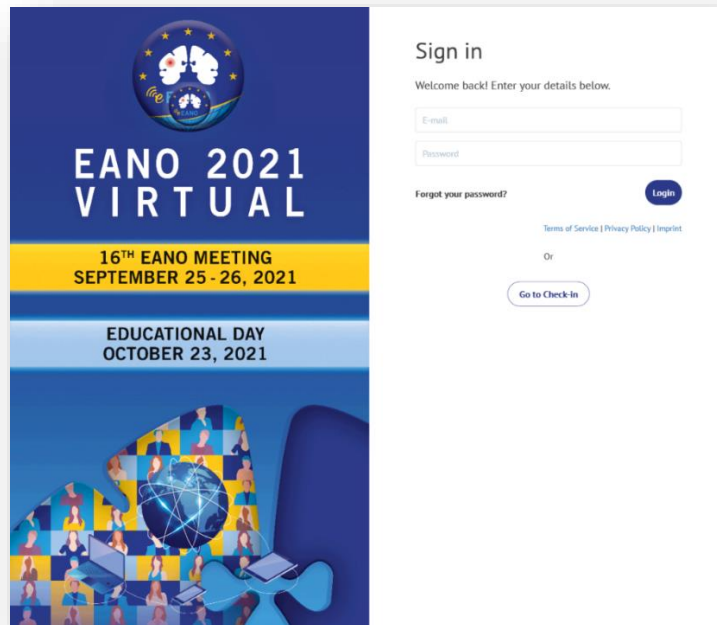 EANO
EANO 2021
VIRTUAL
16TH EANO MEETING
SEPTEMBER 25 - 26, 2021
EDUCATIONAL DAY
OCTOBER 23, 2021
Sign in
Welcome back! Enter your details below.
E-mail
Password
Forgot your password?
Login
Terms of Service | Privacy Policy | Imprint
Or
Go to Check-in